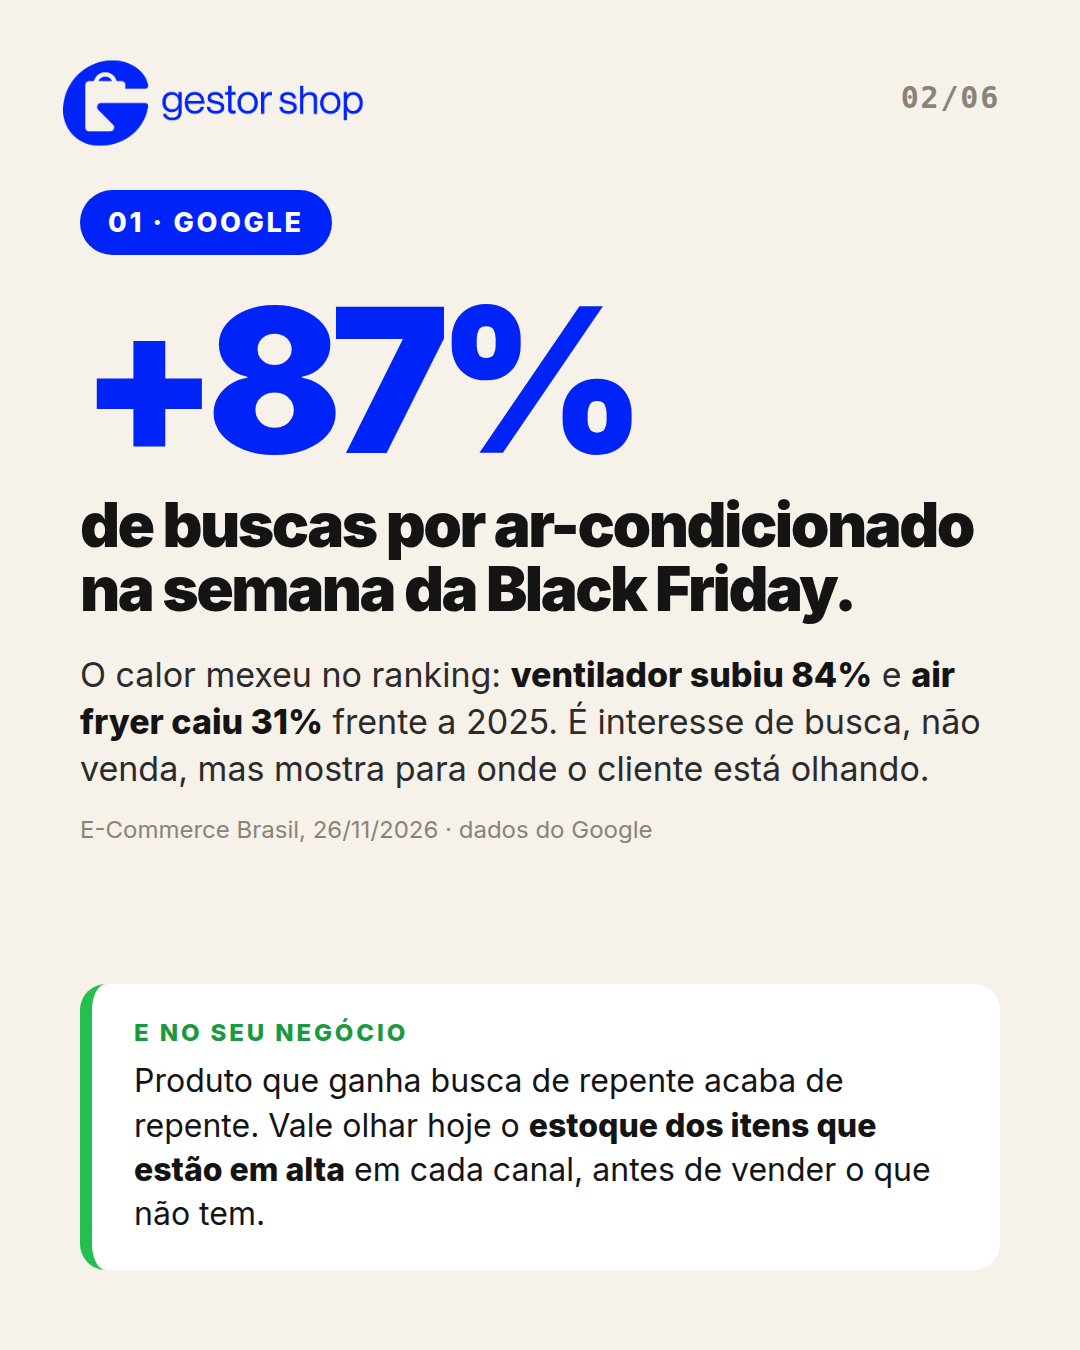 gestor shop
02/06
01 · GOOGLE
+87%
de buscas por ar-condicionado
na semana da Black Friday.
O calor mexeu no ranking: ventilador subiu 84% e air
fryer caiu 31% frente a 2025. É interesse de busca, não
venda, mas mostra para onde o cliente está olhando.
E-Commerce Brasil, 26/11/2026 · dados do Google
E NO SEU NEGÓCIO
Produto que ganha busca de repente acaba de
repente. Vale olhar hoje o estoque dos itens que
estão em alta em cada canal, antes de vender o que
não tem.